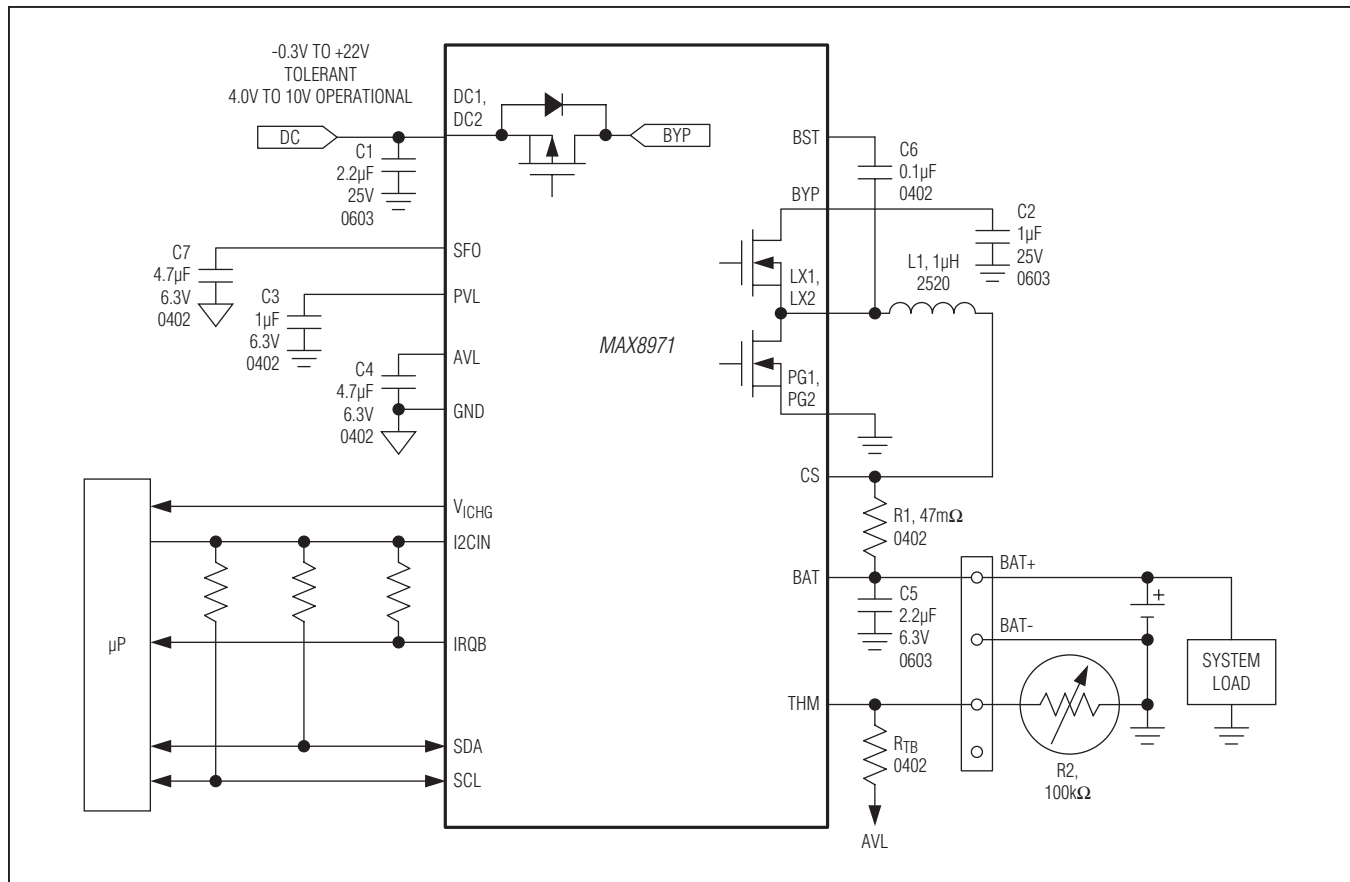 -0.3V TO +22V
TOLERANT
4.0V TO 10V OPERATIONAL
DC
C1
2.2µF
25V
0603
DC1,
DC2
BYP
C7
4.7µF
6.3V
0402
SFO
C3
1µF
6.3V
0402
PVL
C4
4.7µF
6.3V
0402
AVL
GND
MAX8971
BST
C6
0.1µF
0402
BYP
C2
1µF
25V
0603
LX1,
LX2
L1, 1µH
2520
PG1,
PG2
CS
R1, 47mΩ
0402
BAT
C5
2.2µF
6.3V
0603
BAT+
+
BAT-
SYSTEM
LOAD
THM
RTB
0402
AVL
R2,
100kΩ
µP
VICHG
I2CIN
IRQB
SDA
SCL